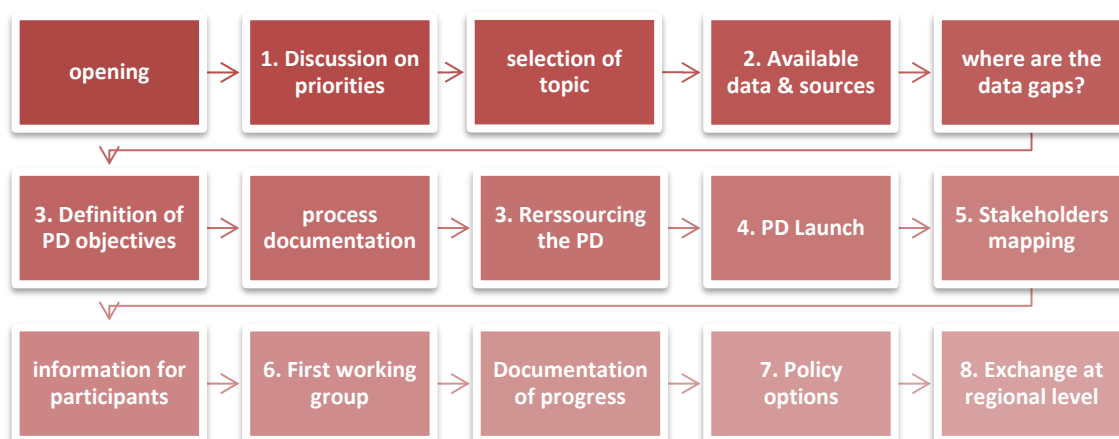 opening
1. Discussion on
priorities
selection of
topic
2. Available
data & sources
where are the
data gaps?
3. Definition of
PD objectives
process
documentation
3. Rerssourcing
the PD
4. PD Launch
5. Stakeholders
mapping
information for
participants
6. First working
group
Documentation
of progress
7. Policy
options
8. Exchange at
regional level